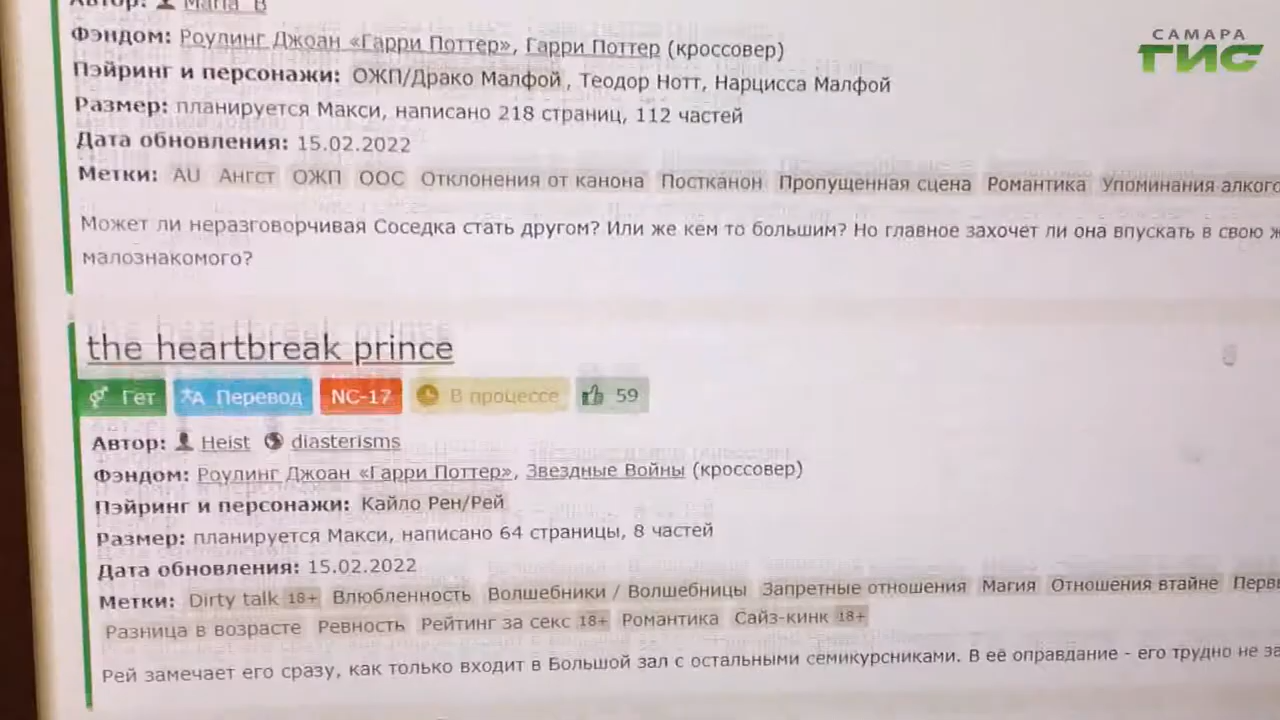 Автор: Maria_B
САМАРА
ГИС
Фэндом: Роулинг Джоан «Гарри Поттер», Гарри Поттер (кроссовер)
Пэйринг и персонажи: ОЖП/Драко Малфой, Теодор Нотт, Нарцисса Малфой
Размер: планируется Макси, написано 218 страниц, 112 частей
Дата обновления: 15.02.2022
Метки: AU Ангст ОЖП ООС Отклонения от канона Постканон Пропущенная сцена Романтика Упоминания алкого
Может ли неразговорчивая Соседка стать другом? Или же кем то большим? Но главное захочет ли она впускать в свою ж
малознакомого?
the heartbreak prince
Гет Перевод NC-17 В процессе 59
Автор: Heist diasterisms
Фэндом: Роулинг Джоан «Гарри Поттер», Звездные Войны (кроссовер)
Пэйринг и персонажи: Кайло Рен/Рей
Размер: планируется Макси, написано 64 страницы, 8 частей
Дата обновления: 15.02.2022
Метки: Dirty talk 18+ Влюбленность Волшебники / Волшебницы Запретные отношения Магия Отношения втайне Первы
Разница в возрасте Ревность Рейтинг за секс 18+ Романтика Сайз-кинк 18+
Рей замечает его сразу, как только входит в Большой зал с остальными семикурсниками. В её оправдание - его трудно не за